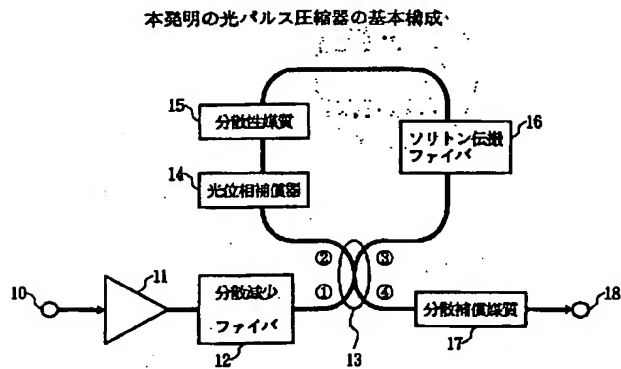 本発明の光パルス圧縮器の基本構成
15
分散性媒質
16
ソリトン伝搬
ファイバ
14
光位相補償器
② ③
① ④
10
11
分散減少
ファイバ
12
13
分散補償媒質
17
18